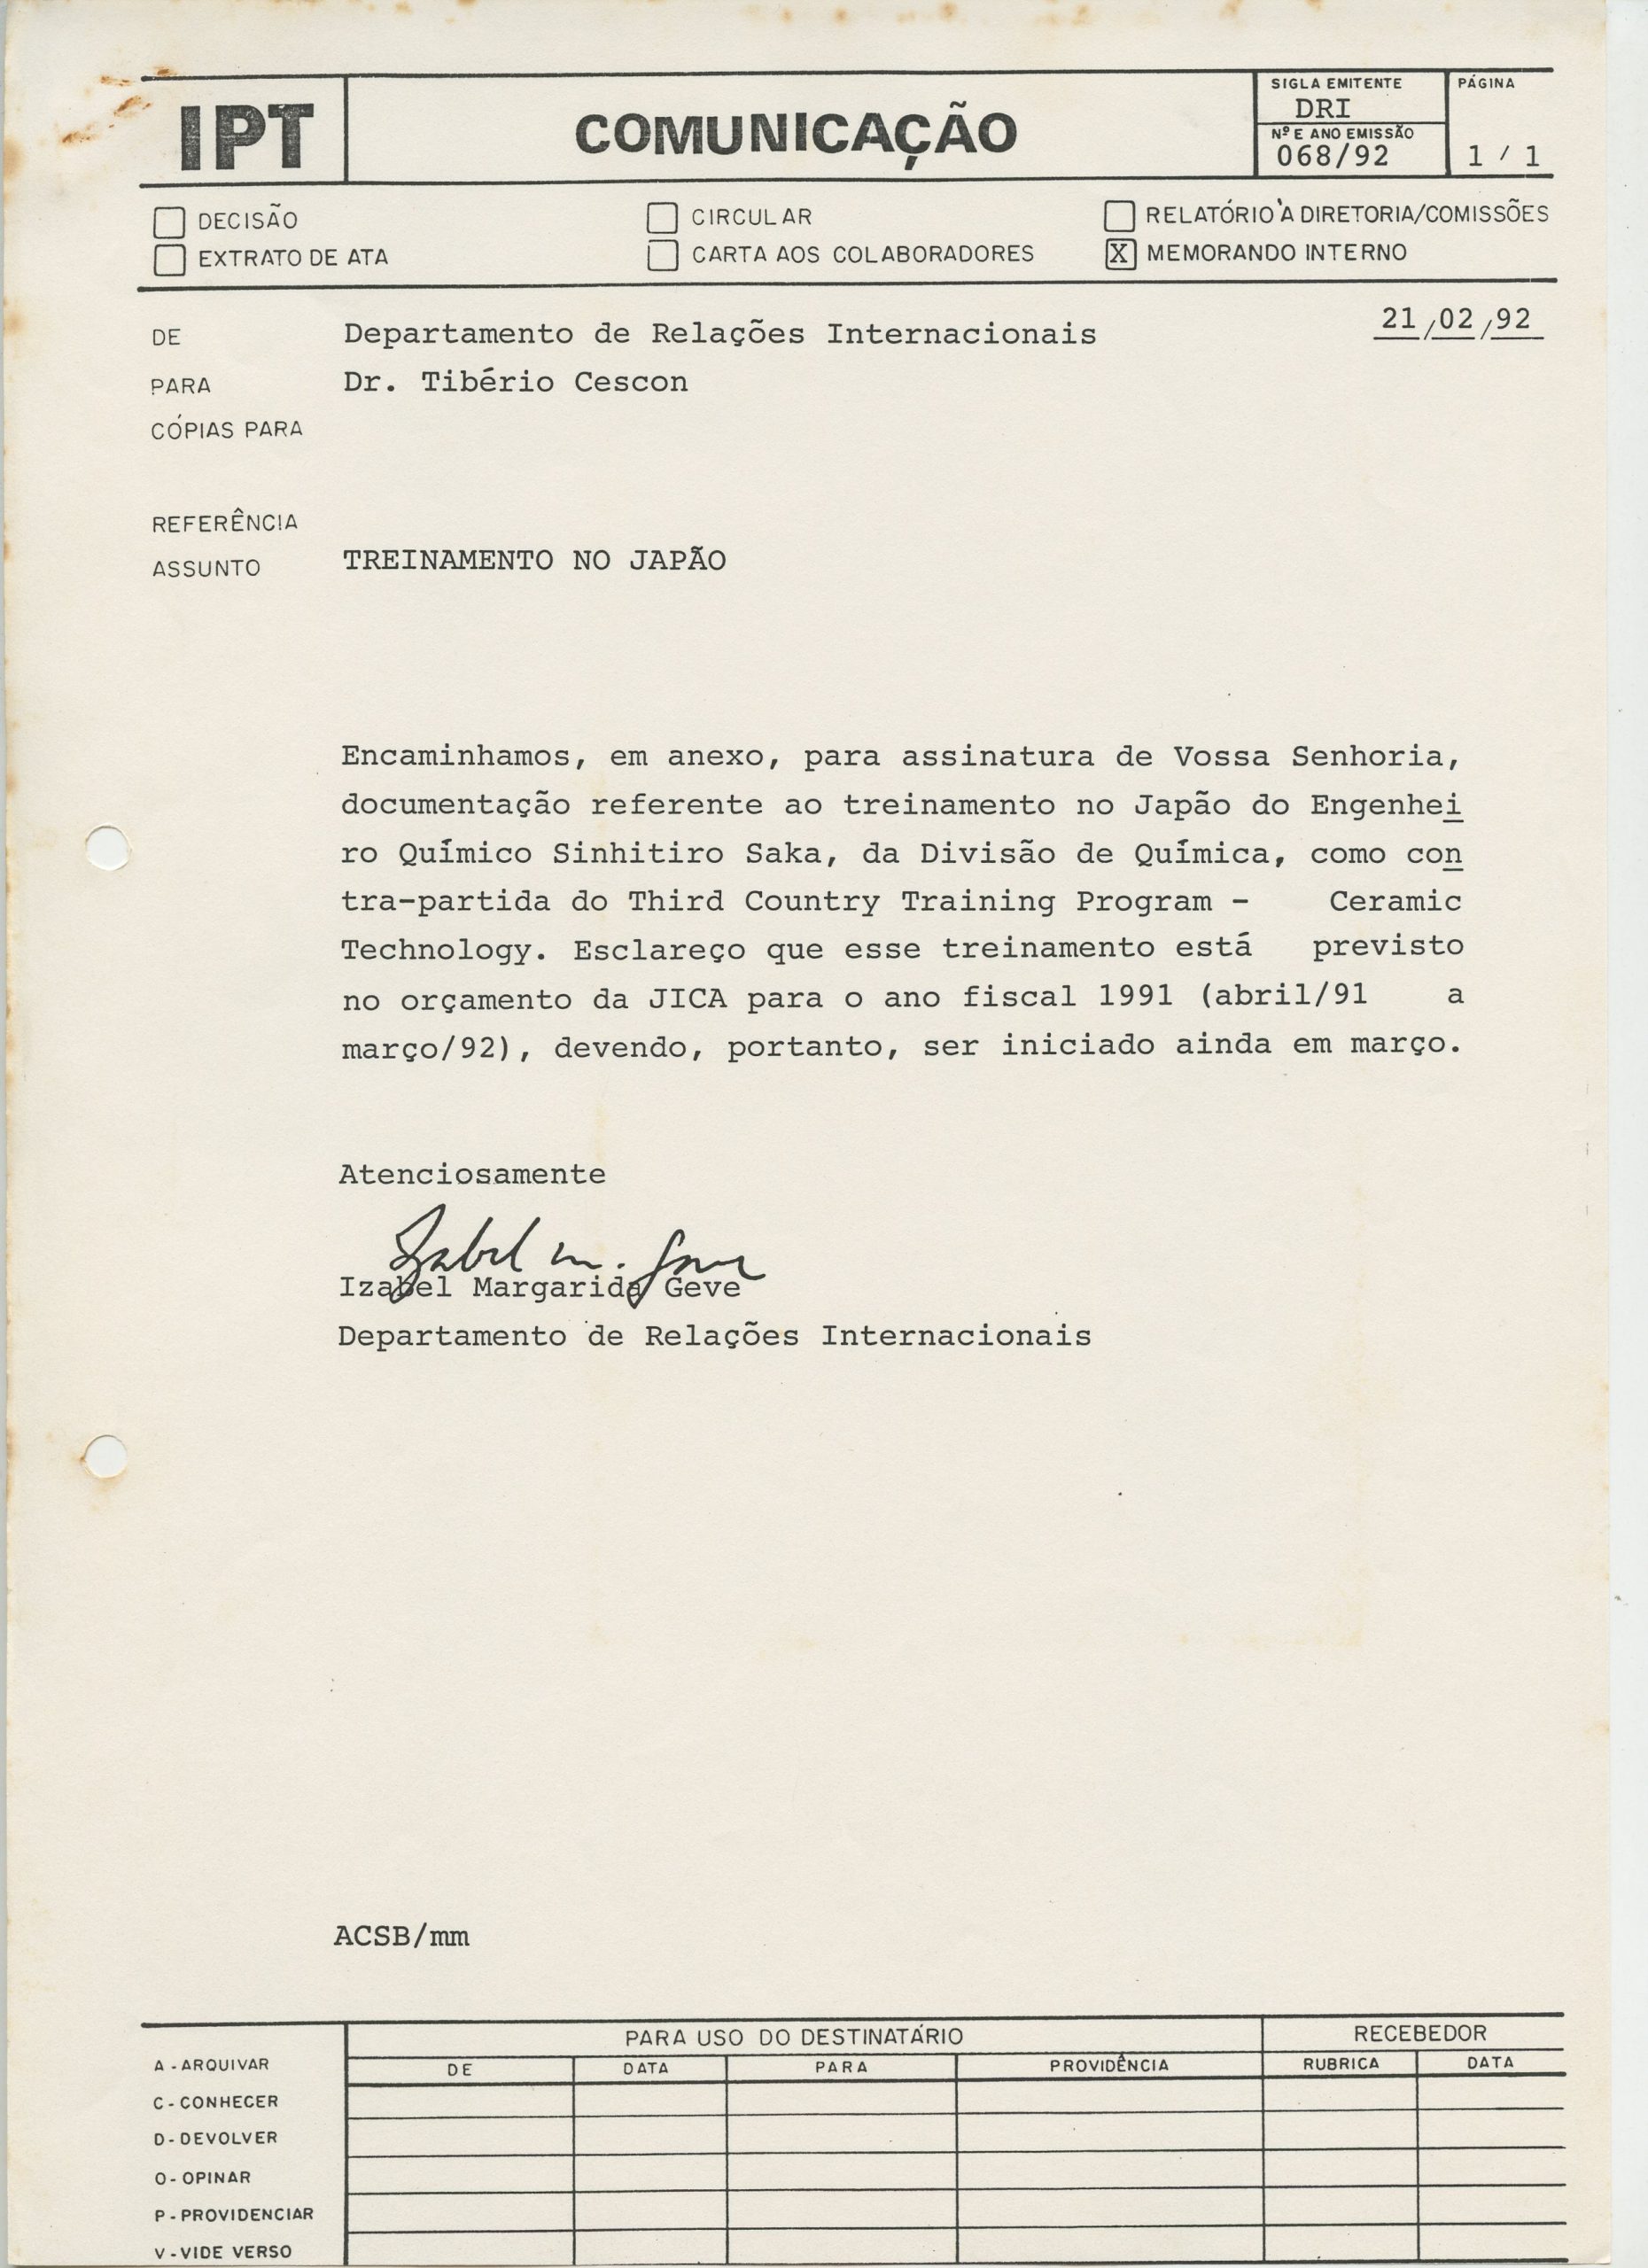 IPT
COMUNICAÇÃO
SIGLA EMITENTE
DRI
Nº E ANO EMISSÃO
068/92
PÁGINA
1 / 1
DECISÃO
CIRCULAR
RELATÓRIO À DIRETORIA/COMISSÕES
EXTRATO DE ATA
CARTA AOS COLABORADORES
X MEMORANDO INTERNO
DE Departamento de Relações Internacionais 21/02/92
PARA Dr. Tibério Cescon
CÓPIAS PARA
REFERÊNCIA
ASSUNTO TREINAMENTO NO JAPÃO
Encaminhamos, em anexo, para assinatura de Vossa Senhoria,
documentação referente ao treinamento no Japão do Engenhei
ro Químico Sinhitiro Saka, da Divisão de Química, como con
tra-partida do Third Country Training Program - Ceramic
Technology. Esclareço que esse treinamento está previsto
no orçamento da JICA para o ano fiscal 1991 (abril/91 a
março/92), devendo, portanto, ser iniciado ainda em março.
Atenciosamente
Izabel m. Geve
Izabel Margarida Geve
Departamento de Relações Internacionais
ACSB/mm
PARA USO DO DESTINATÁRIO RECEBEDOR
DE DATA PARA PROVIDÊNCIA RUBRICA DATA
A - ARQUIVAR
C - CONHECER
D - DEVOLVER
O - OPINAR
P - PROVIDENCIAR
V - VIDE VERSO